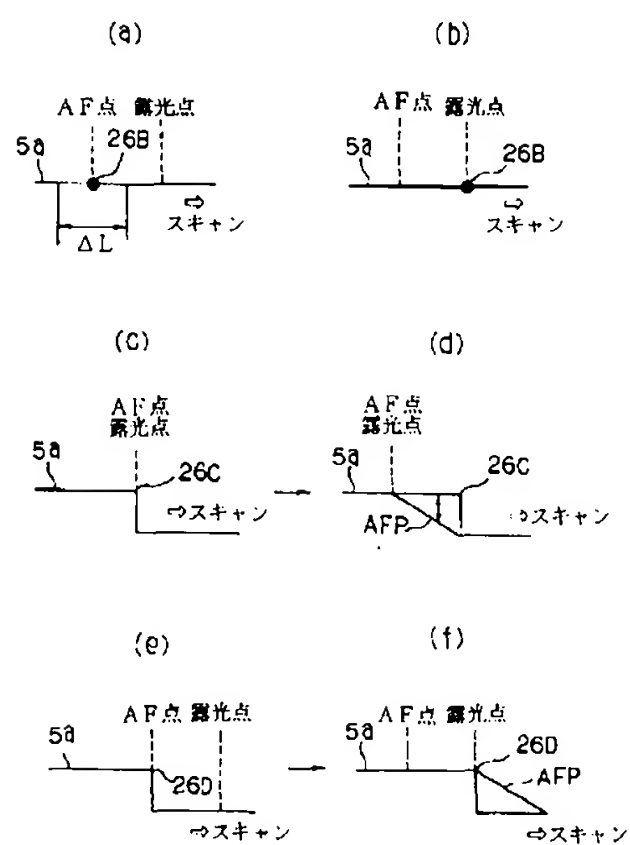 (a)
AF点 露光点
5a
26B
⇨
スキャン
ΔL
(b)
AF点 露光点
5a
26B
⇨
スキャン
(c)
AF点
露光点
5a
26C
⇨スキャン
(d)
AF点
露光点
5a
26C
AFP
⇨スキャン
(e)
AF点 露光点
5a
26D
⇨スキャン
(f)
AF点 露光点
5a
26D
AFP
⇨スキャン